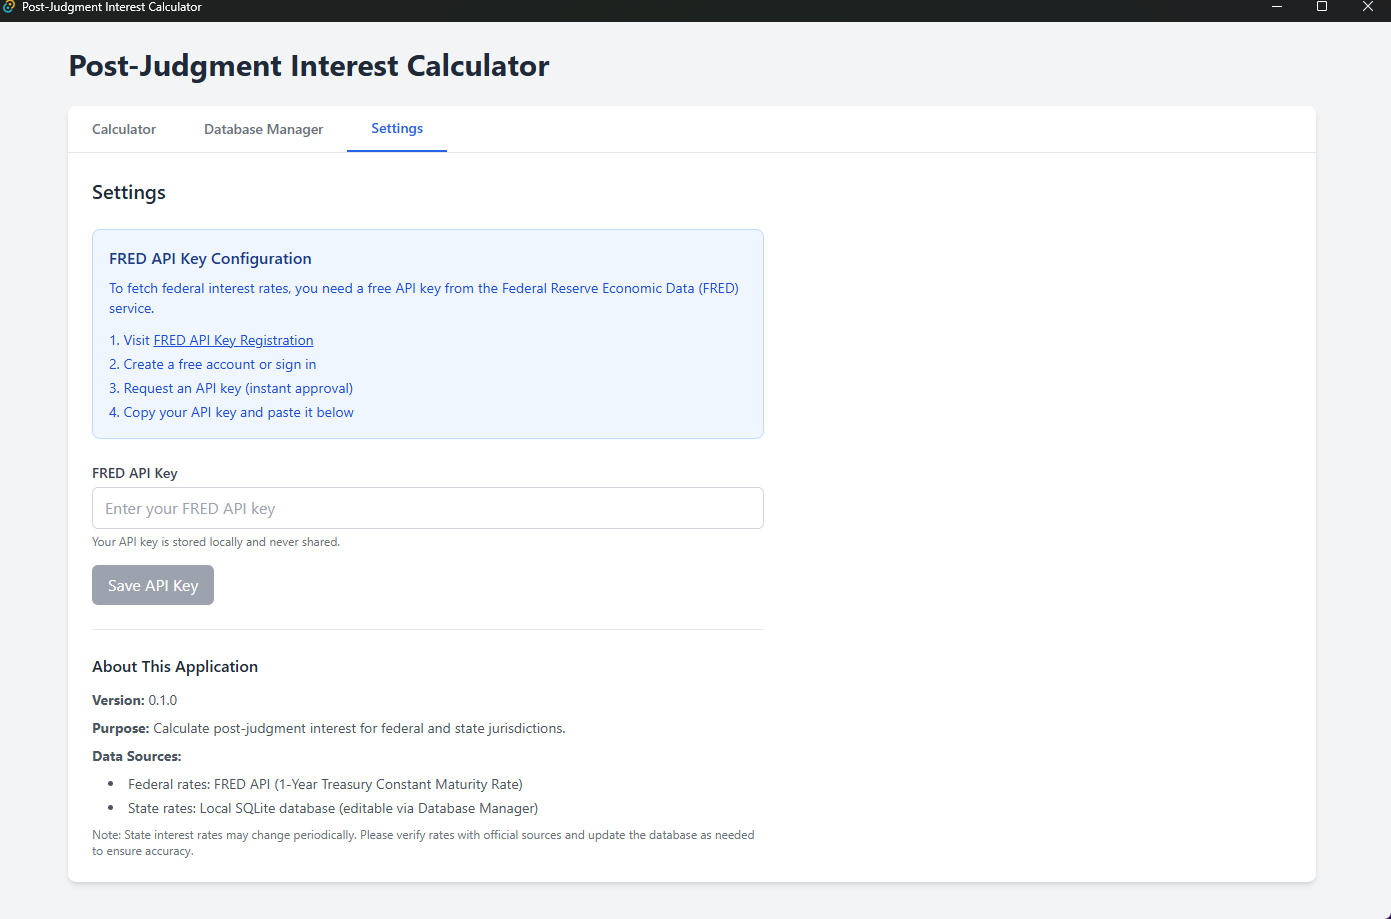 Post-Judgment Interest Calculator
Post-Judgment Interest Calculator
Calculator Database Manager Settings
Settings
FRED API Key Configuration
To fetch federal interest rates, you need a free API key from the Federal Reserve Economic Data (FRED)
service.
1. Visit FRED API Key Registration
2. Create a free account or sign in
3. Request an API key (instant approval)
4. Copy your API key and paste it below
FRED API Key
Enter your FRED API key
Your API key is stored locally and never shared.
Save API Key
About This Application
Version: 0.1.0
Purpose: Calculate post-judgment interest for federal and state jurisdictions.
Data Sources:
• Federal rates: FRED API (1-Year Treasury Constant Maturity Rate)
• State rates: Local SQLite database (editable via Database Manager)
Note: State interest rates may change periodically. Please verify rates with official sources and update the database as needed
to ensure accuracy.